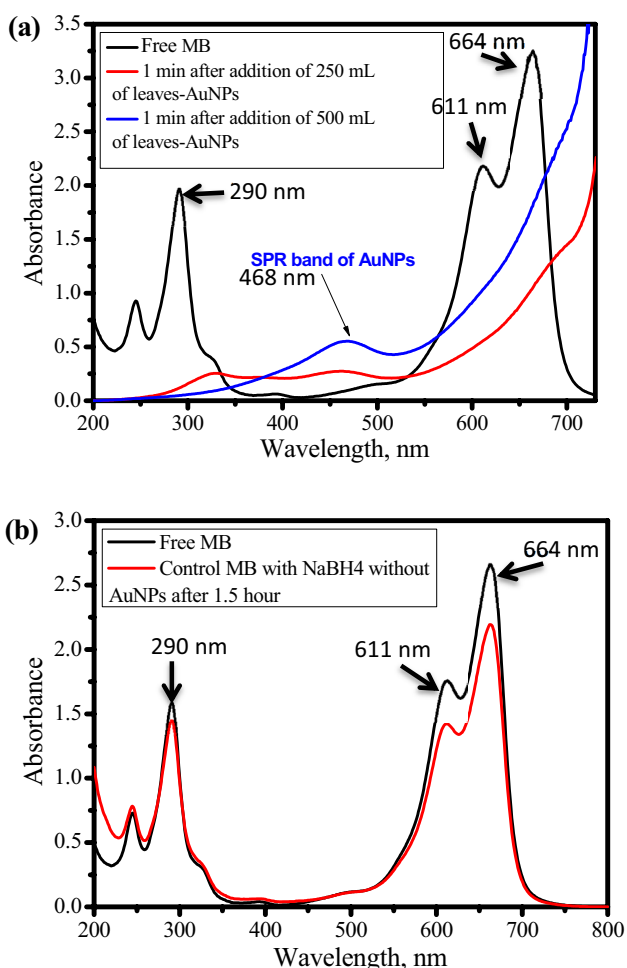 (a)
3.5
3.0
2.5
2.0
1.5
1.0
0.5
0.0
Absorbance
Free MB
1 min after addition of 250 mL
of leaves-AuNPs
1 min after addition of 500 mL
of leaves-AuNPs
664 nm
611 nm
290 nm
SPR band of AuNPs
468 nm
200 300 400 500 600 700
Wavelength, nm
(b)
3.0
2.5
2.0
1.5
1.0
0.5
0.0
Absorbance
Free MB
Control MB with NaBH4 without
AuNPs after 1.5 hour
664 nm
290 nm
611 nm
200 300 400 500 600 700 800
Wavelength, nm